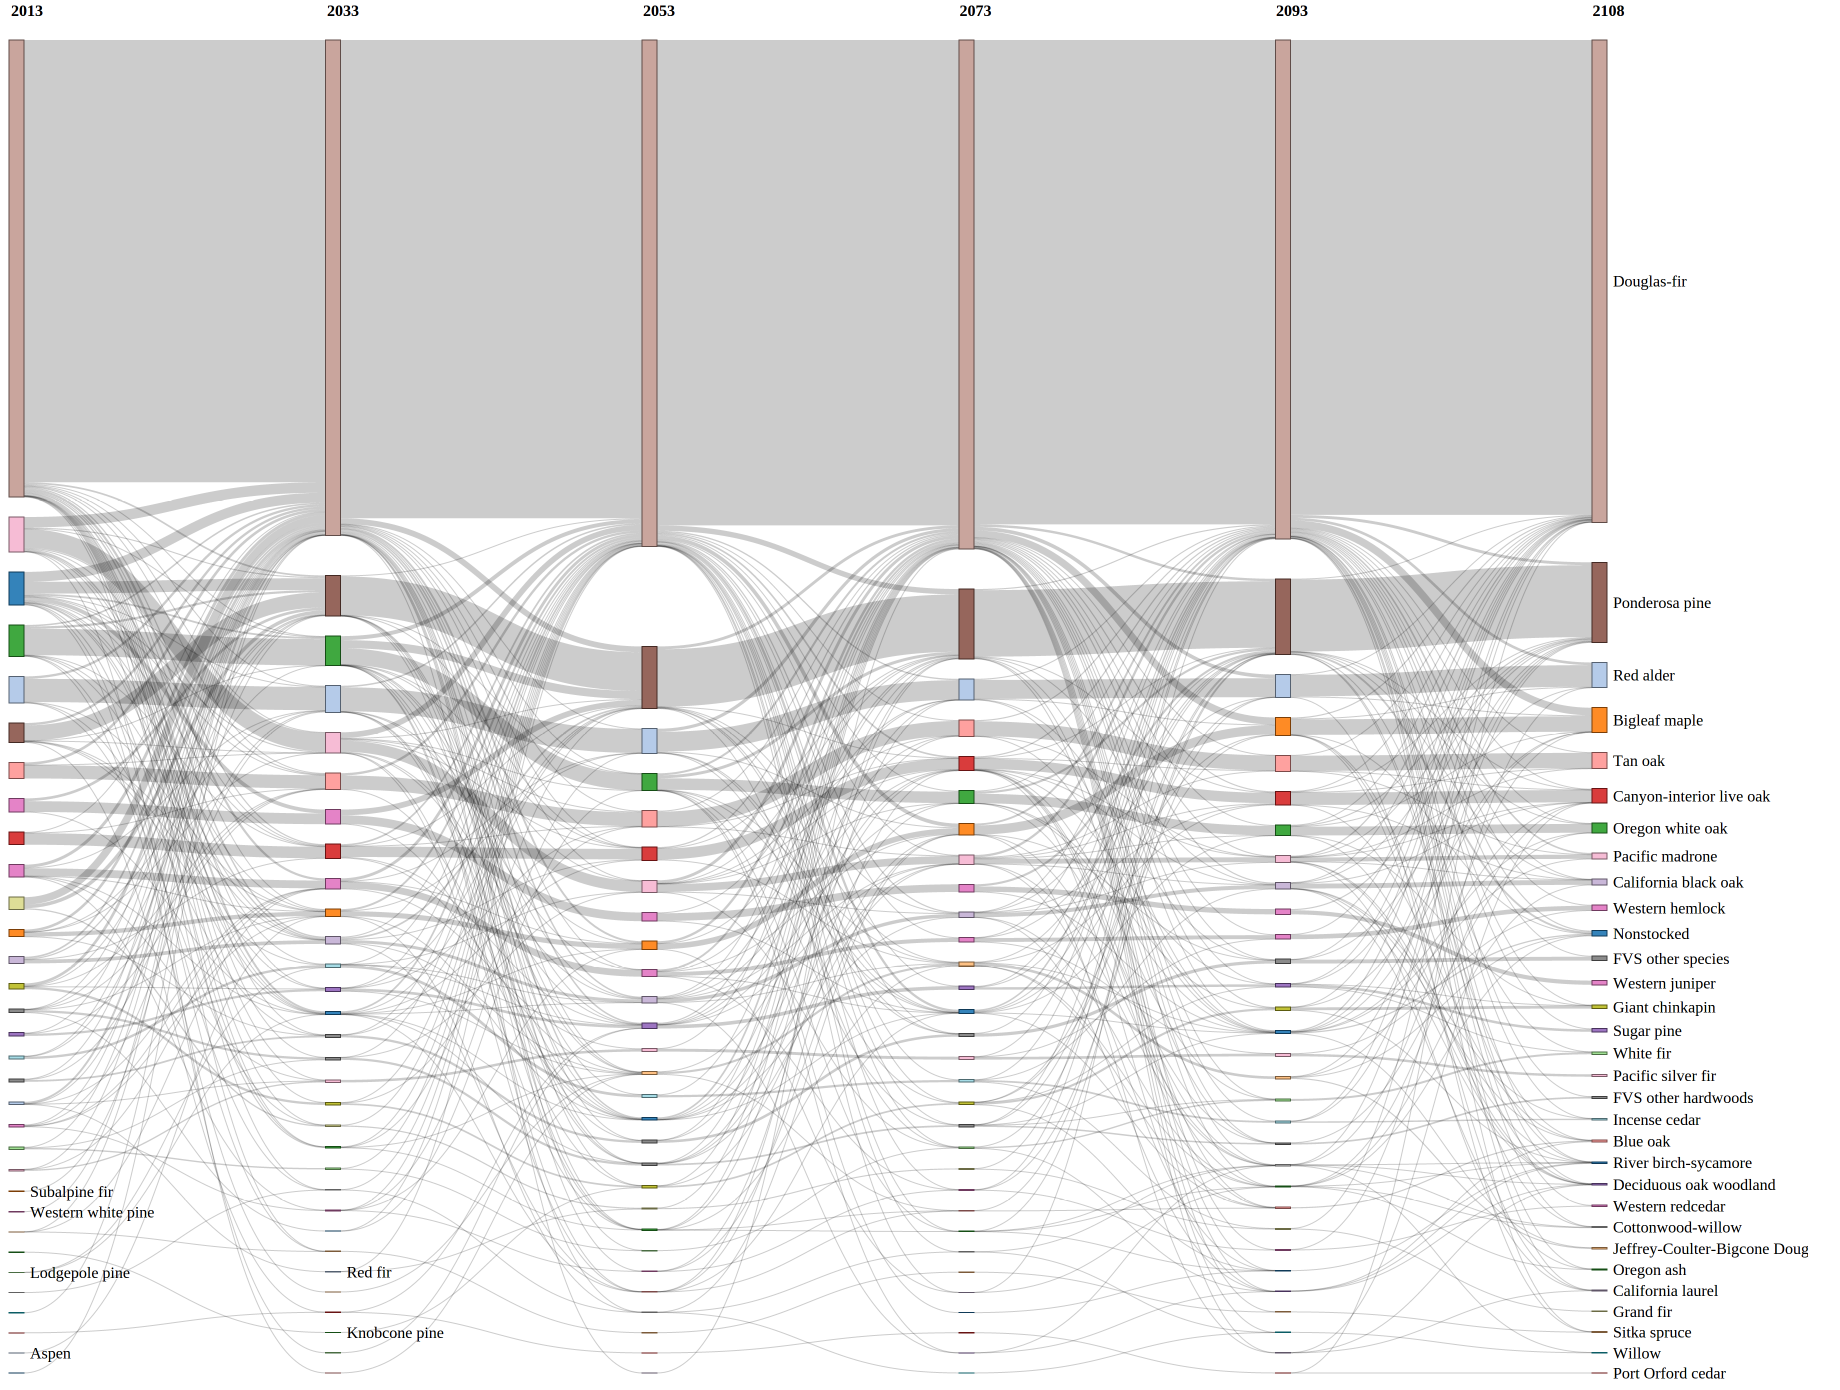 2013 2033 2053 2073 2093 2108
Douglas-fir
Ponderosa pine
Red alder
Bigleaf maple
Tan oak
Canyon-interior live oak
Oregon white oak
Pacific madrone
California black oak
Western hemlock
Nonstocked
FVS other species
Western juniper
Giant chinkapin
Sugar pine
White fir
Pacific silver fir
FVS other hardwoods
Incense cedar
Blue oak
River birch-sycamore
Deciduous oak woodland
Western redcedar
Cottonwood-willow
Jeffrey-Coulter-Bigcone Doug
Oregon ash
California laurel
Grand fir
Sitka spruce
Willow
Port Orford cedar
Subalpine fir
Western white pine
Lodgepole pine
Aspen
Red fir
Knobcone pine